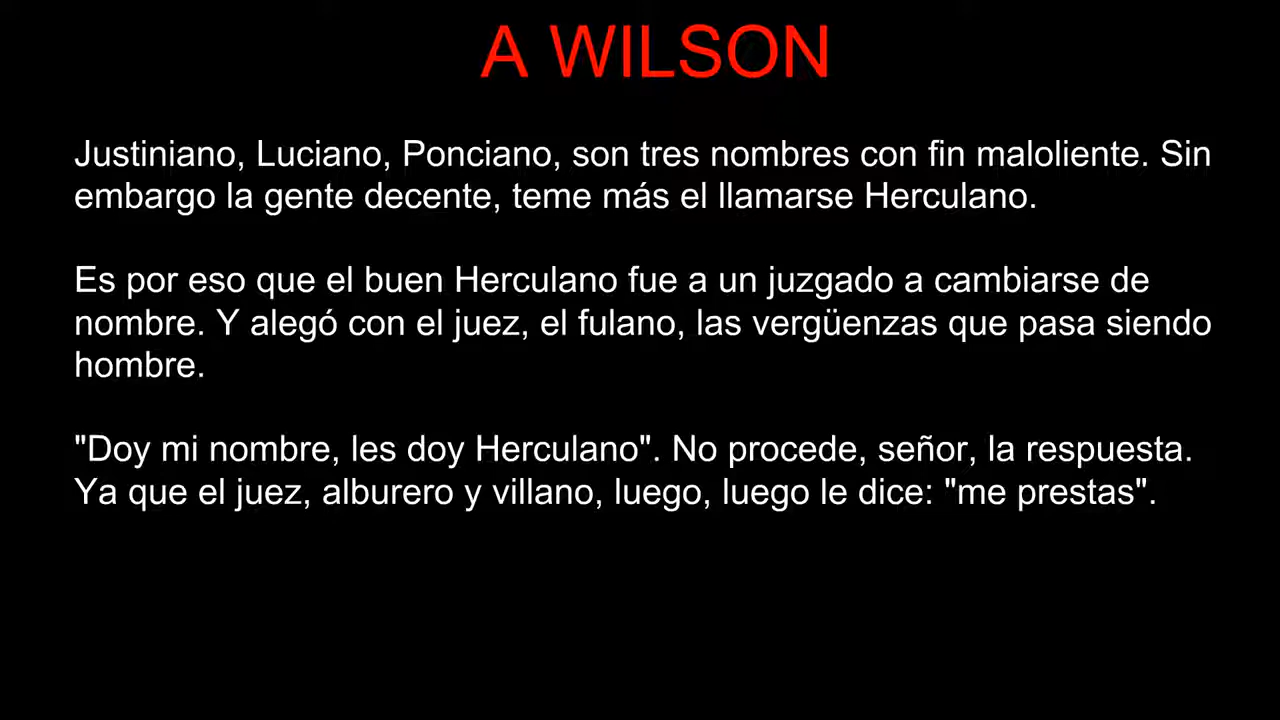 A WILSON
Justiniano, Luciano, Ponciano, son tres nombres con fin maloliente. Sin
embargo la gente decente, teme más el llamarse Herculano.
Es por eso que el buen Herculano fue a un juzgado a cambiarse de
nombre. Y alegó con el juez, el fulano, las vergüenzas que pasa siendo
hombre.
"Doy mi nombre, les doy Herculano". No procede, señor, la respuesta.
Ya que el juez, alburero y villano, luego, luego le dice: "me prestas".